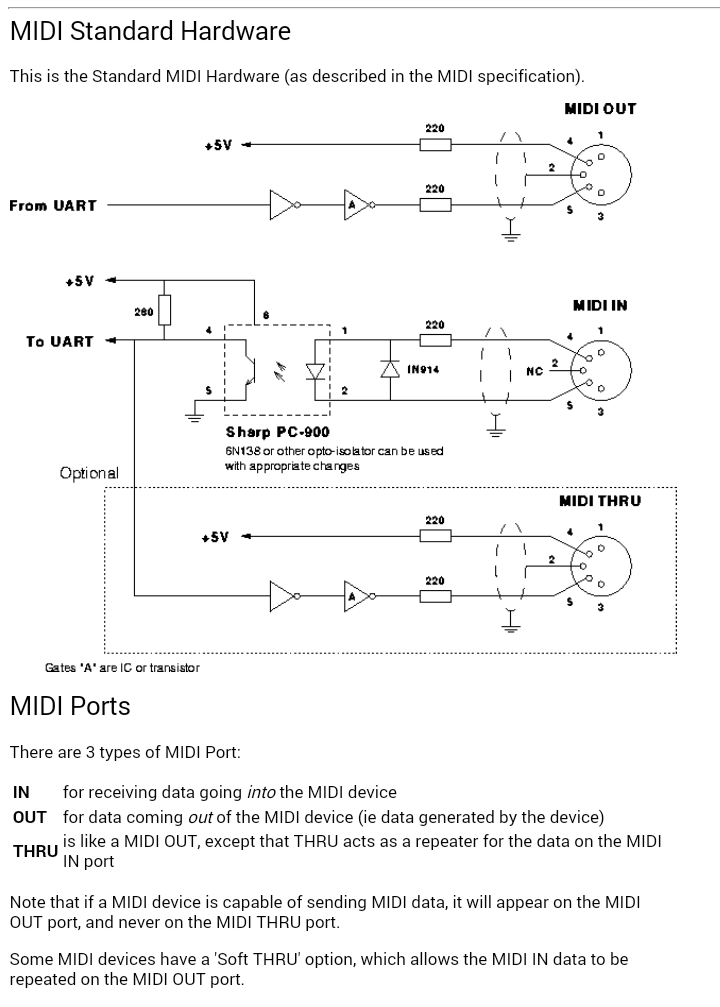 MIDI Standard Hardware
This is the Standard MIDI Hardware (as described in the MIDI specification).
MIDI OUT
220
+5V
4
1
2
220
From UART
A
5
3
+5V
280
6
MIDI IN
To UART
4
1
220
4
1
1N914
NC
2
5
2
5
3
Sharp PC-900
6N138 or other opto-isolator can be used
with appropriate changes
Optional
MIDI THRU
220
+5V
4
1
2
220
A
5
3
Gates "A" are IC or transistor
MIDI Ports
There are 3 types of MIDI Port:
IN for receiving data going into the MIDI device
OUT for data coming out of the MIDI device (ie data generated by the device)
THRU is like a MIDI OUT, except that THRU acts as a repeater for the data on the MIDI
IN port
Note that if a MIDI device is capable of sending MIDI data, it will appear on the MIDI
OUT port, and never on the MIDI THRU port.
Some MIDI devices have a 'Soft THRU' option, which allows the MIDI IN data to be
repeated on the MIDI OUT port.